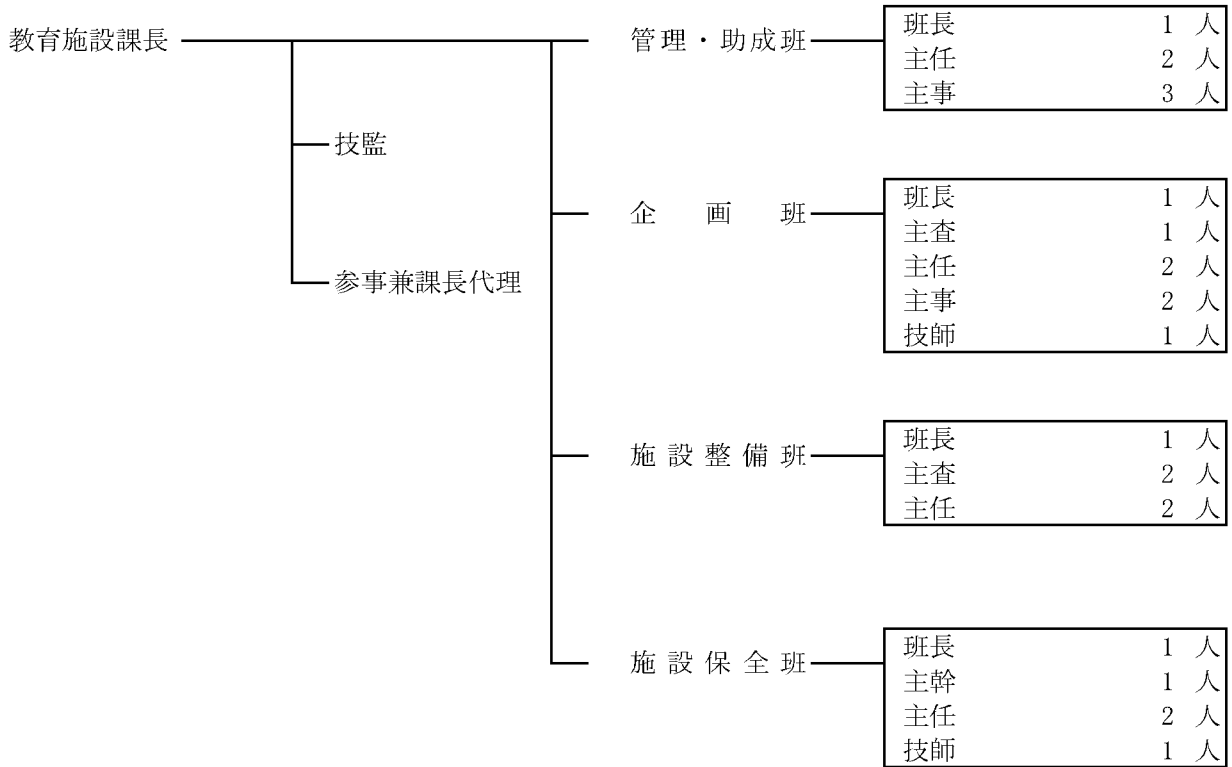 教育施設課長
技監
参事兼課長代理
管理・助成班
班長 1 人
主任 2 人
主事 3 人
企画班
班長 1 人
主査 1 人
主任 2 人
主事 2 人
技師 1 人
施設整備班
班長 1 人
主査 2 人
主任 2 人
施設保全班
班長 1 人
主幹 1 人
主任 2 人
技師 1 人